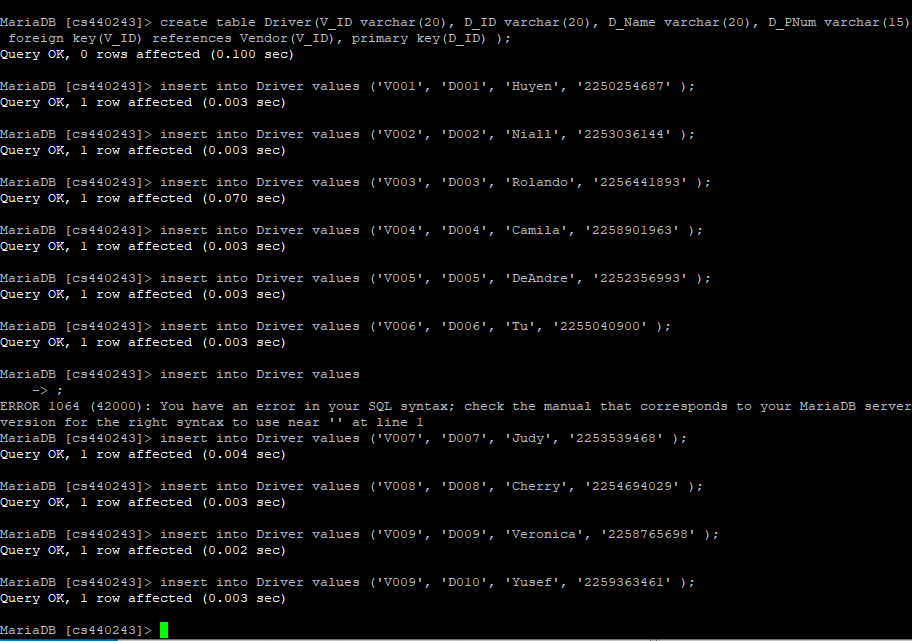 MariaDB [cs440243]> create table Driver(V_ID varchar(20), D_ID varchar(20), D_Name varchar(20), D_PNum varchar(15)
 foreign key(V_ID) references Vendor(V_ID), primary key(D_ID) );
Query OK, 0 rows affected (0.100 sec)
MariaDB [cs440243]> insert into Driver values ('V001', 'D001', 'Huyen', '2250254687' );
Query OK, 1 row affected (0.003 sec)
MariaDB [cs440243]> insert into Driver values ('V002', 'D002', 'Niall', '2253036144' );
Query OK, 1 row affected (0.003 sec)
MariaDB [cs440243]> insert into Driver values ('V003', 'D003', 'Rolando', '2256441893' );
Query OK, 1 row affected (0.070 sec)
MariaDB [cs440243]> insert into Driver values ('V004', 'D004', 'Camila', '2258901963' );
Query OK, 1 row affected (0.003 sec)
MariaDB [cs440243]> insert into Driver values ('V005', 'D005', 'DeAndre', '2252356993' );
Query OK, 1 row affected (0.003 sec)
MariaDB [cs440243]> insert into Driver values ('V006', 'D006', 'Tu', '2255040900' );
Query OK, 1 row affected (0.003 sec)
MariaDB [cs440243]> insert into Driver values
    -> ;
ERROR 1064 (42000): You have an error in your SQL syntax; check the manual that corresponds to your MariaDB server
version for the right syntax to use near '' at line 1
MariaDB [cs440243]> insert into Driver values ('V007', 'D007', 'Judy', '2253539468' );
Query OK, 1 row affected (0.004 sec)
MariaDB [cs440243]> insert into Driver values ('V008', 'D008', 'Cherry', '2254694029' );
Query OK, 1 row affected (0.003 sec)
MariaDB [cs440243]> insert into Driver values ('V009', 'D009', 'Veronica', '2258765698' );
Query OK, 1 row affected (0.002 sec)
MariaDB [cs440243]> insert into Driver values ('V009', 'D010', 'Yusef', '2259363461' );
Query OK, 1 row affected (0.003 sec)
MariaDB [cs440243]>